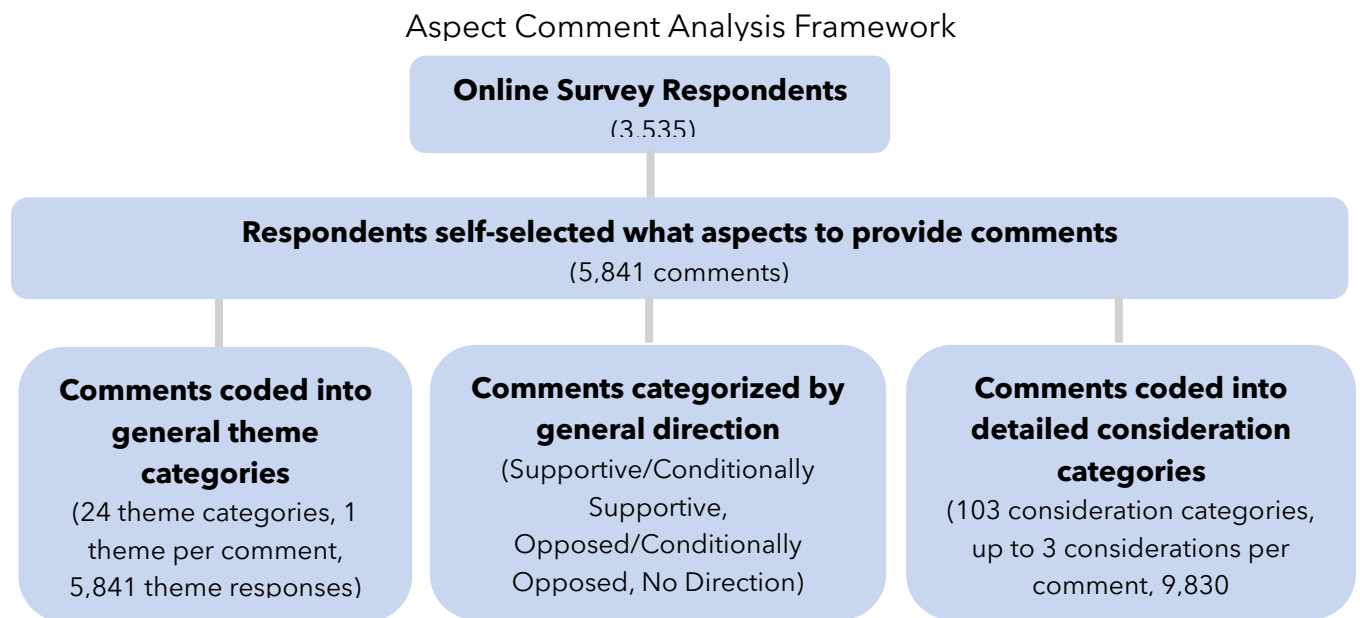 Aspect Comment Analysis Framework
Online Survey Respondents
(3,535)
Respondents self-selected what aspects to provide comments
(5,841 comments)
Comments coded into
general theme
categories
(24 theme categories, 1
theme per comment,
5,841 theme responses)
Comments categorized by
general direction
(Supportive/Conditionally
Supportive,
Opposed/Conditionally
Opposed, No Direction)
Comments coded into
detailed consideration
categories
(103 consideration categories,
up to 3 considerations per
comment, 9,830